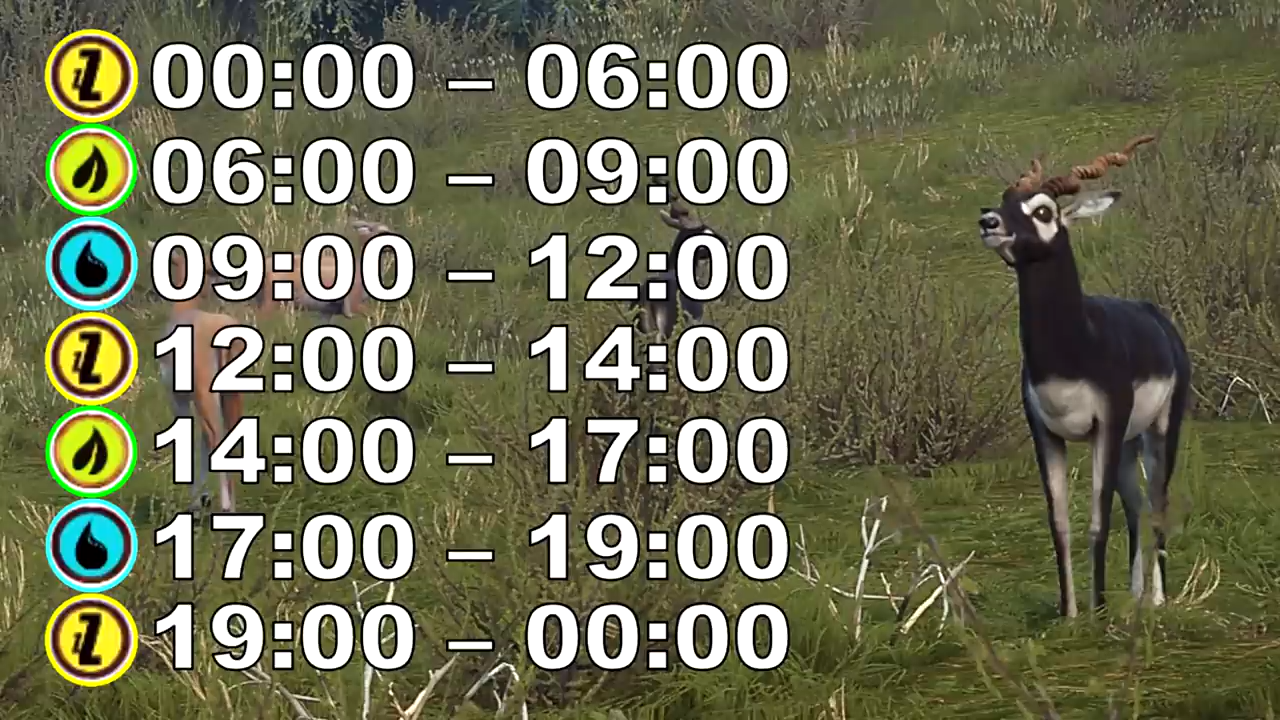 00:00 – 06:00
06:00 – 09:00
09:00 – 12:00
12:00 – 14:00
14:00 – 17:00
17:00 – 19:00
19:00 – 00:00